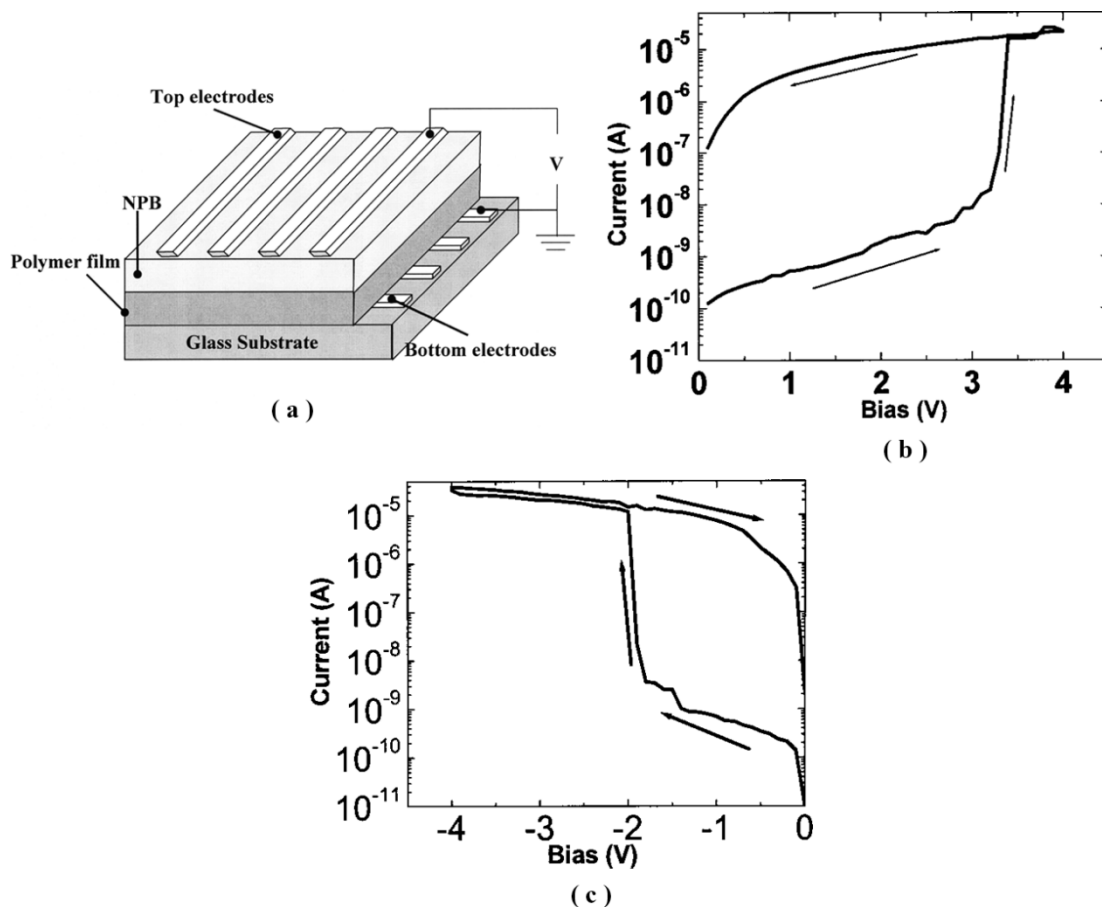 Top electrodes
V
NPB
Polymer film
Glass Substrate
Bottom electrodes
( a )
10⁻⁵
10⁻⁶
10⁻⁷
10⁻⁸
10⁻⁹
10⁻¹⁰
10⁻¹¹
Current (A)
0 1 2 3 4
Bias (V)
( b )
10⁻⁵
10⁻⁶
10⁻⁷
10⁻⁸
10⁻⁹
10⁻¹⁰
10⁻¹¹
Current (A)
-4 -3 -2 -1 0
Bias (V)
( c )